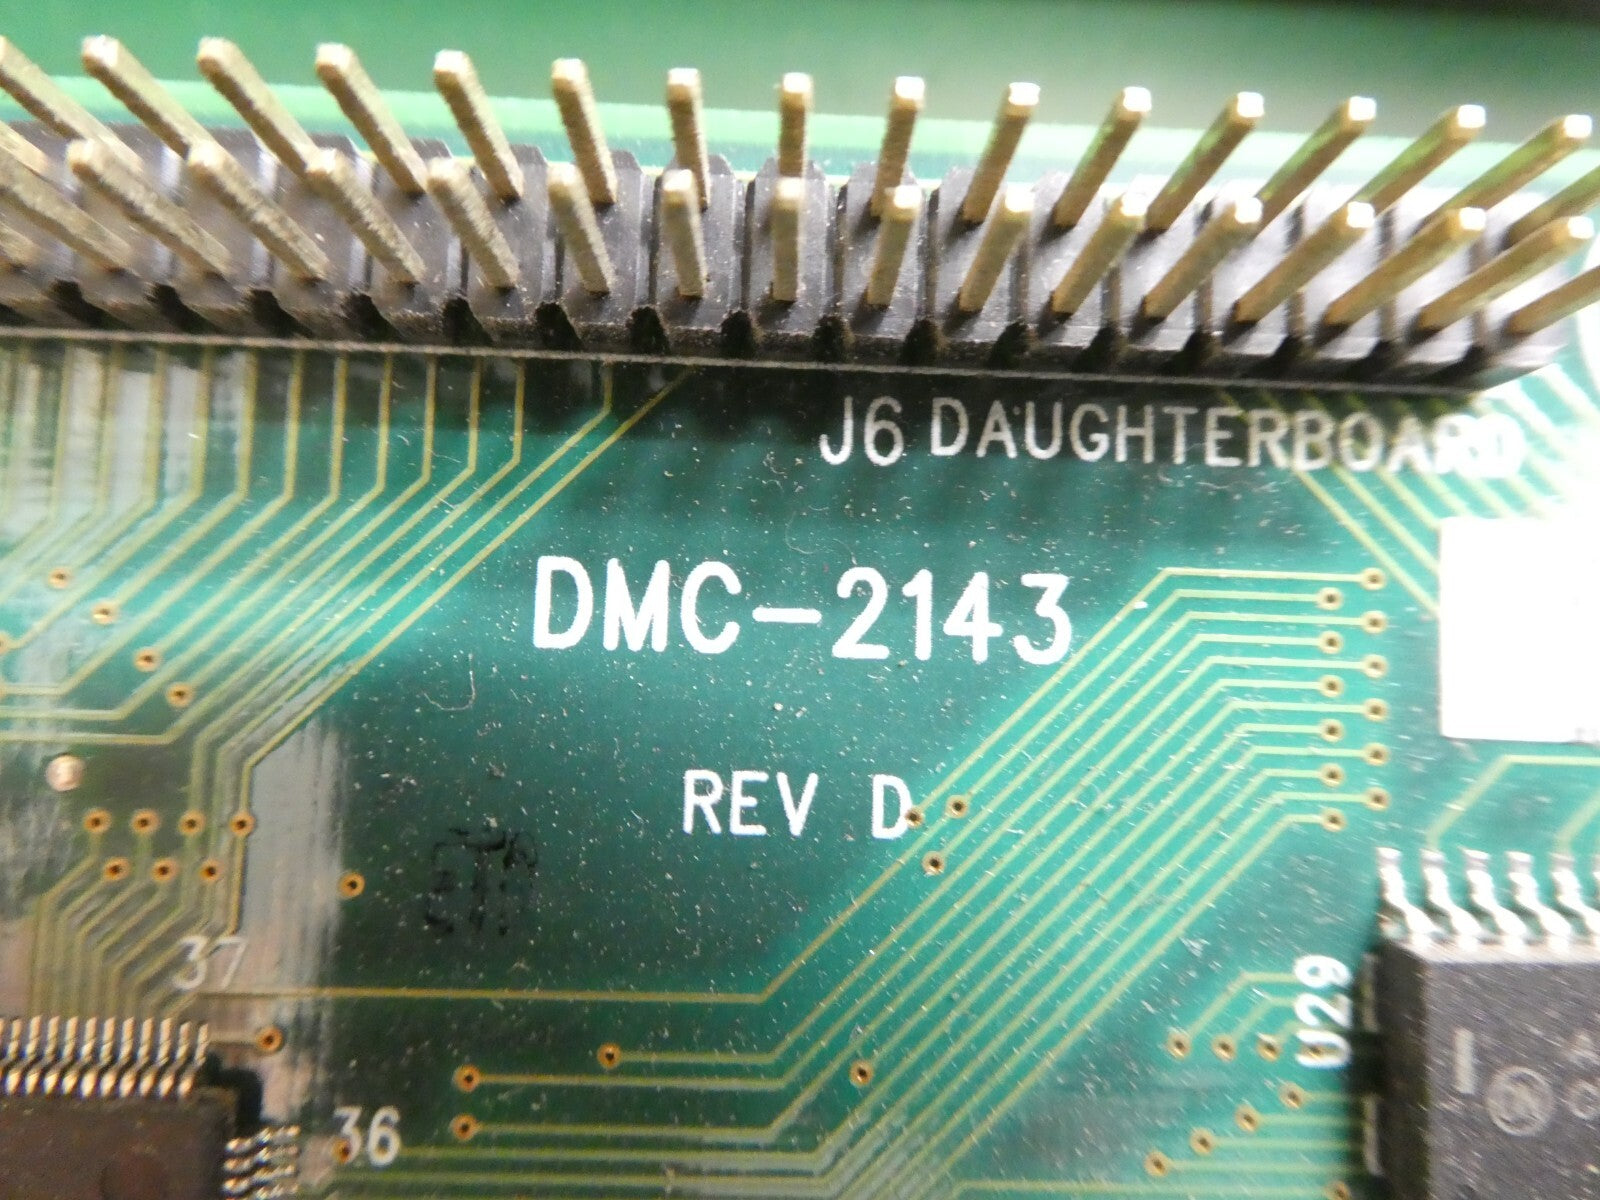 J6 DAUGHTERBOARD
DMC-2143
REV D
37
U29
36